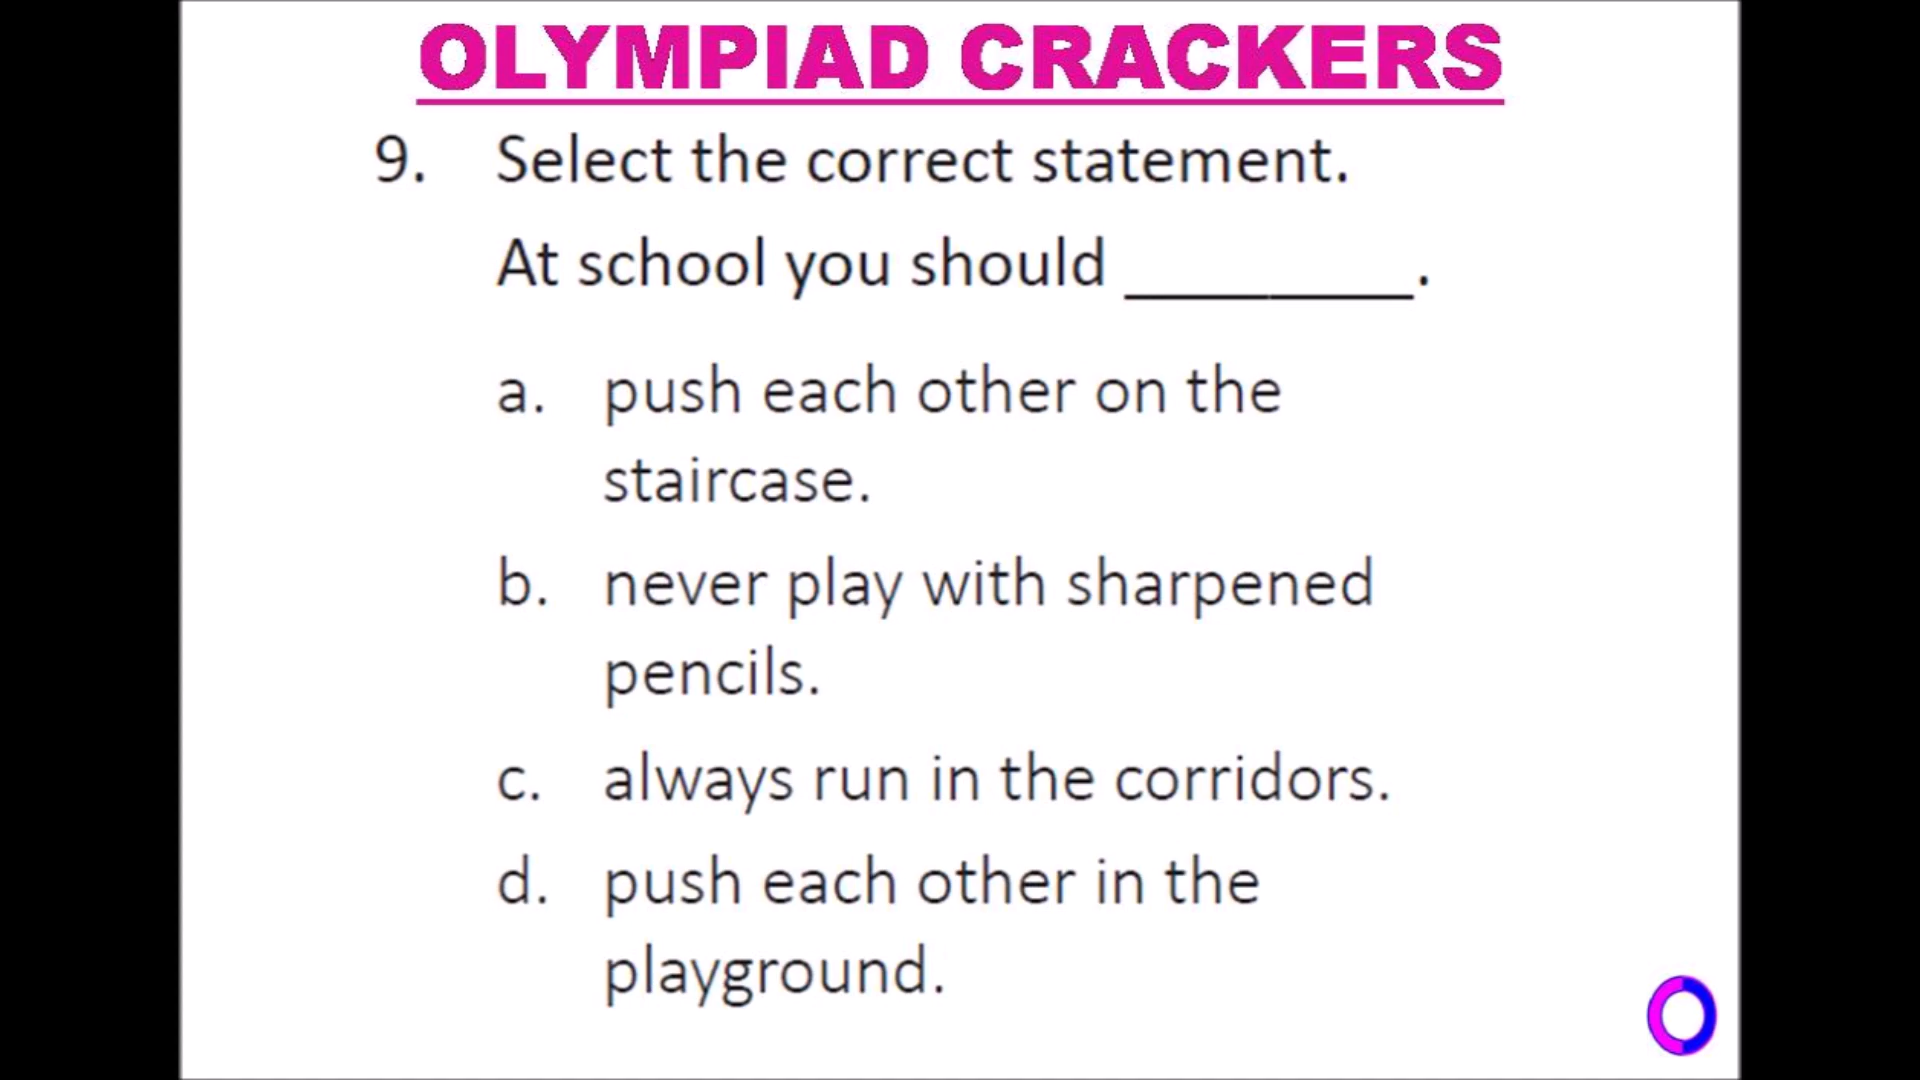 OLYMPIAD CRACKERS
9. Select the correct statement.
At school you should ________.
a. push each other on the
staircase.
b. never play with sharpened
pencils.
c. always run in the corridors.
d. push each other in the
playground.